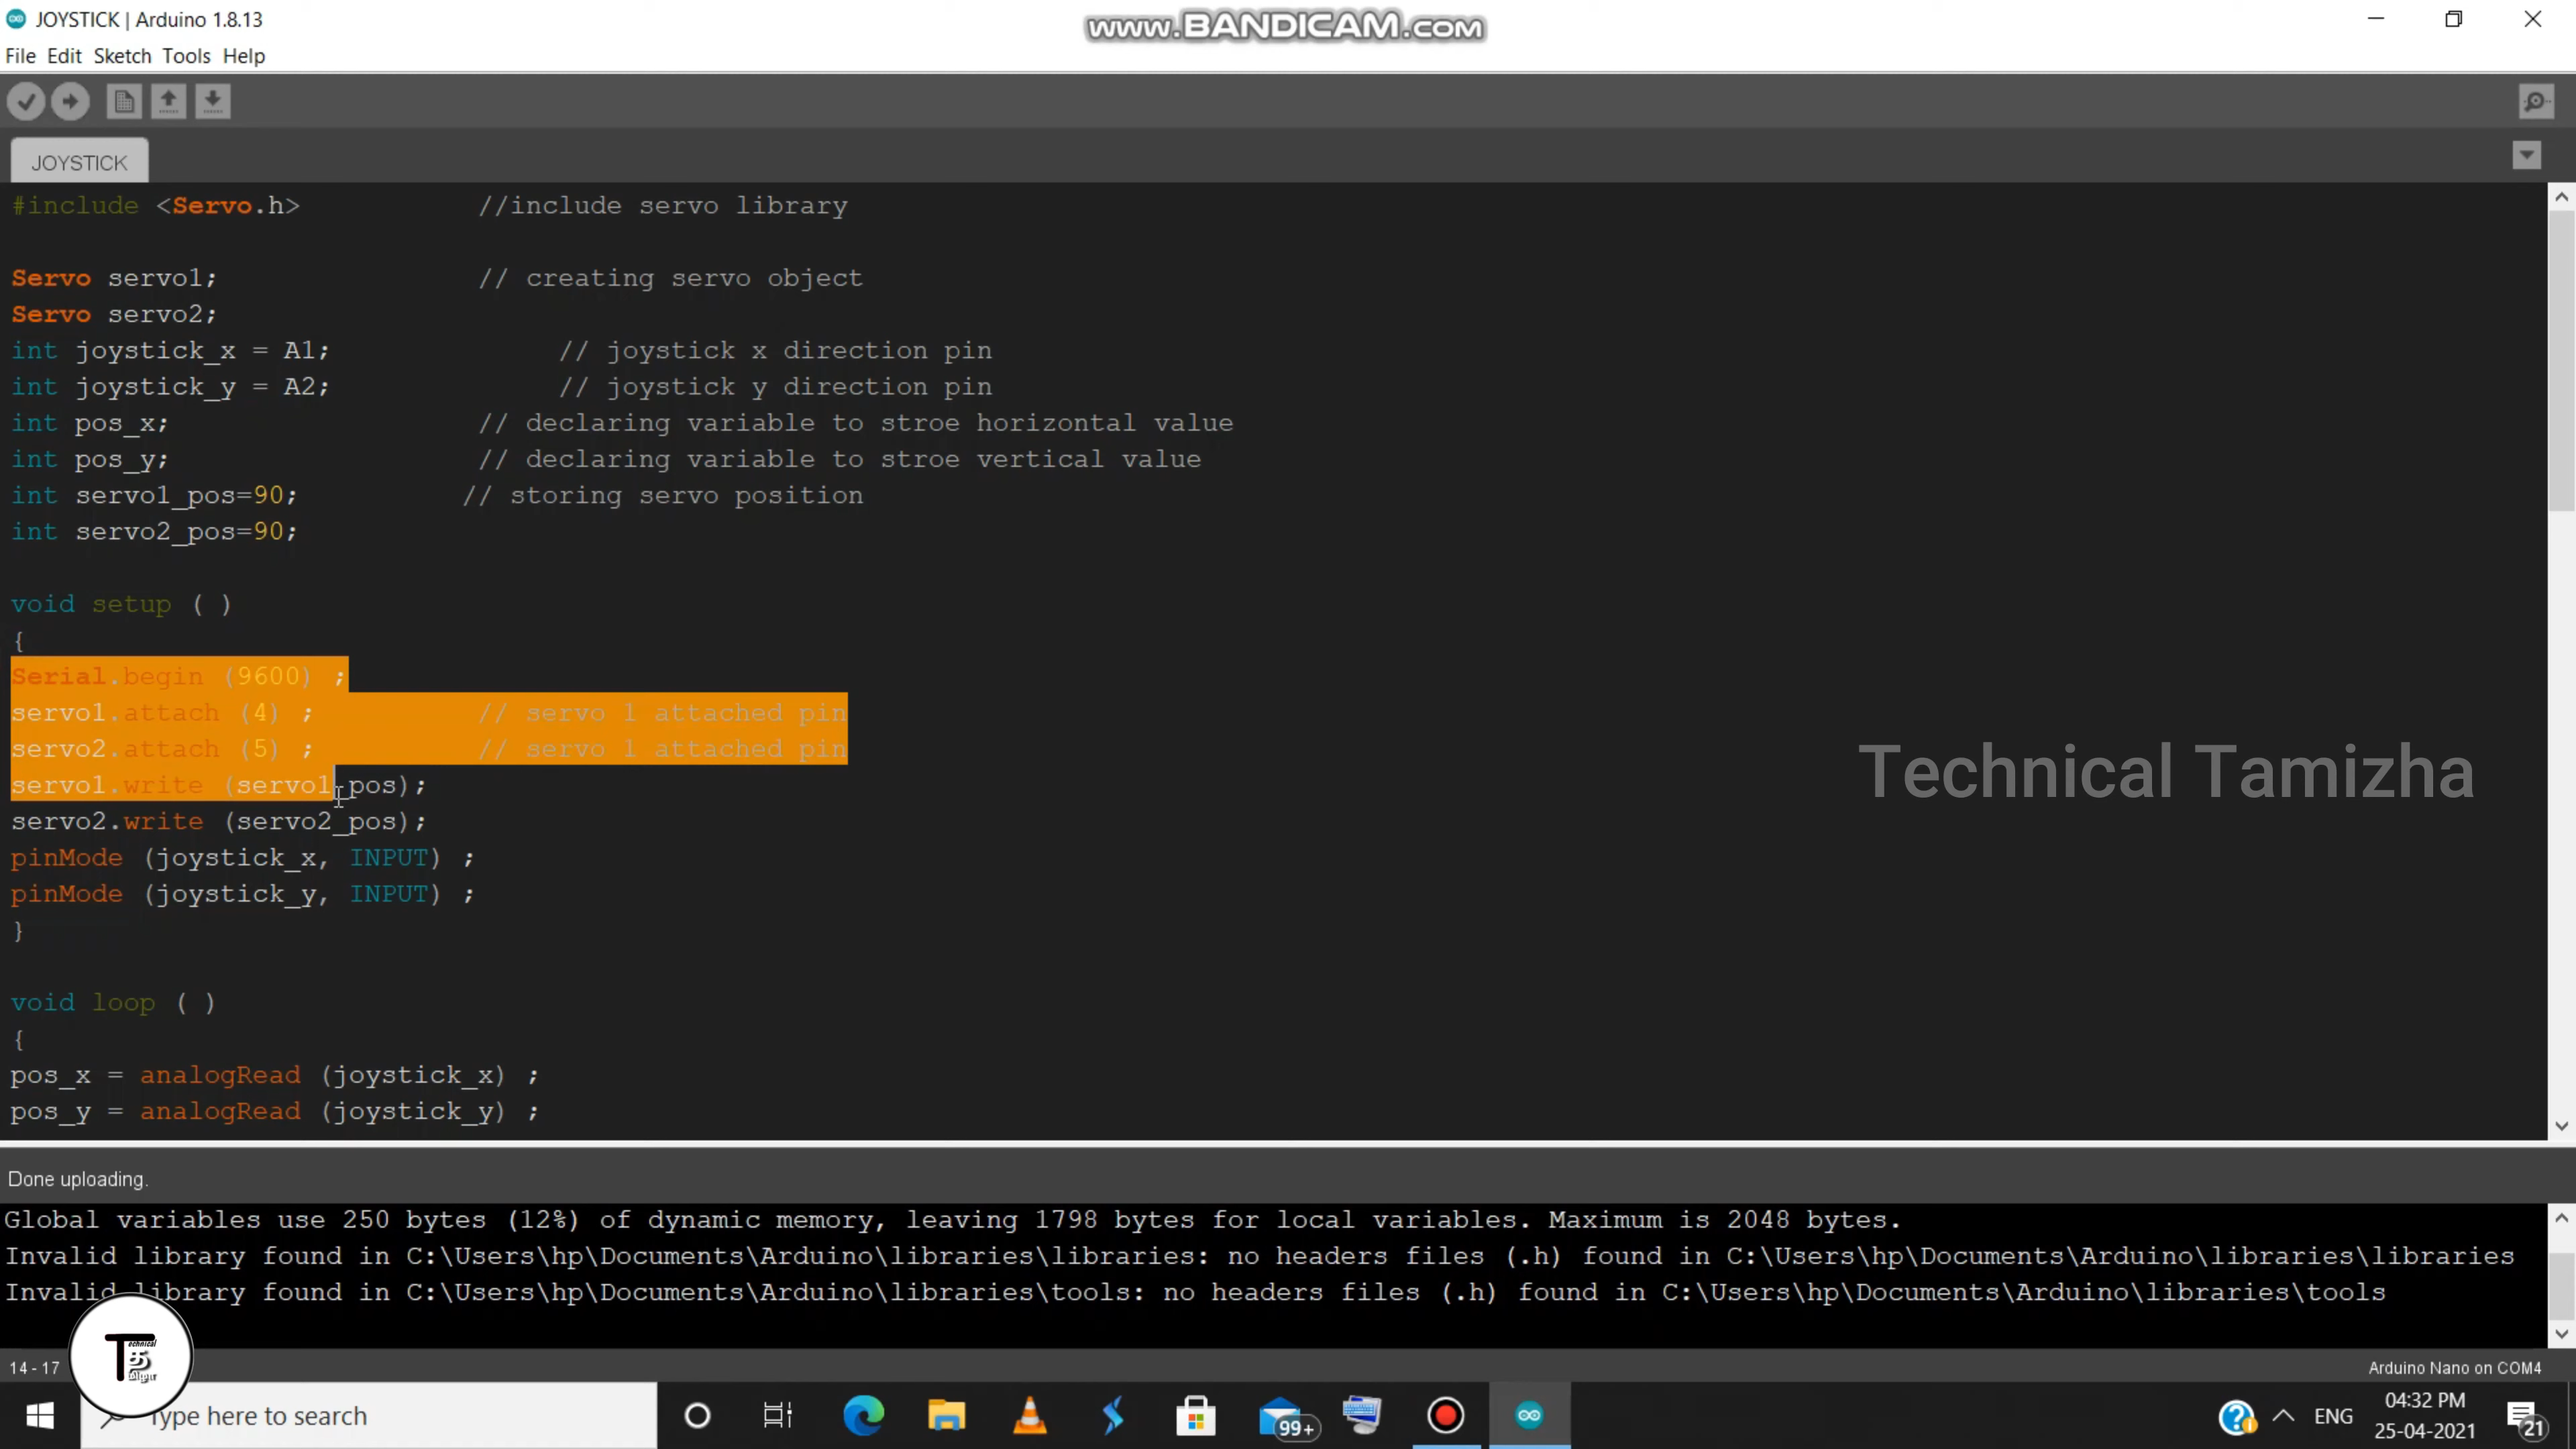 JOYSTICK | Arduino 1.8.13
www.BANDICAM.com
File Edit Sketch Tools Help
JOYSTICK
#include <Servo.h> //include servo library
Servo servo1; // creating servo object
Servo servo2;
int joystick_x = A1; // joystick x direction pin
int joystick_y = A2; // joystick y direction pin
int pos_x; // declaring variable to stroe horizontal value
int pos_y; // declaring variable to stroe vertical value
int servo1_pos=90; // storing servo position
int servo2_pos=90;
void setup ( )
{
Serial.begin (9600) ;
servo1.attach (4) ; // servo 1 attached pin
servo2.attach (5) ; // servo 1 attached pin
servo1.write (servo1_pos);
servo2.write (servo2_pos);
pinMode (joystick_x, INPUT) ;
pinMode (joystick_y, INPUT) ;
}
Technical Tamizha
void loop ( )
{
pos_x = analogRead (joystick_x) ;
pos_y = analogRead (joystick_y) ;
Done uploading.
Global variables use 250 bytes (12%) of dynamic memory, leaving 1798 bytes for local variables. Maximum is 2048 bytes.
Invalid library found in C:\Users\hp\Documents\Arduino\libraries\libraries: no headers files (.h) found in C:\Users\hp\Documents\Arduino\libraries\libraries
Invalid library found in C:\Users\hp\Documents\Arduino\libraries\tools: no headers files (.h) found in C:\Users\hp\Documents\Arduino\libraries\tools
14 - 17
Arduino Nano on COM4
Technical
Type here to search
99+
ENG
04:32 PM
25-04-2021
21